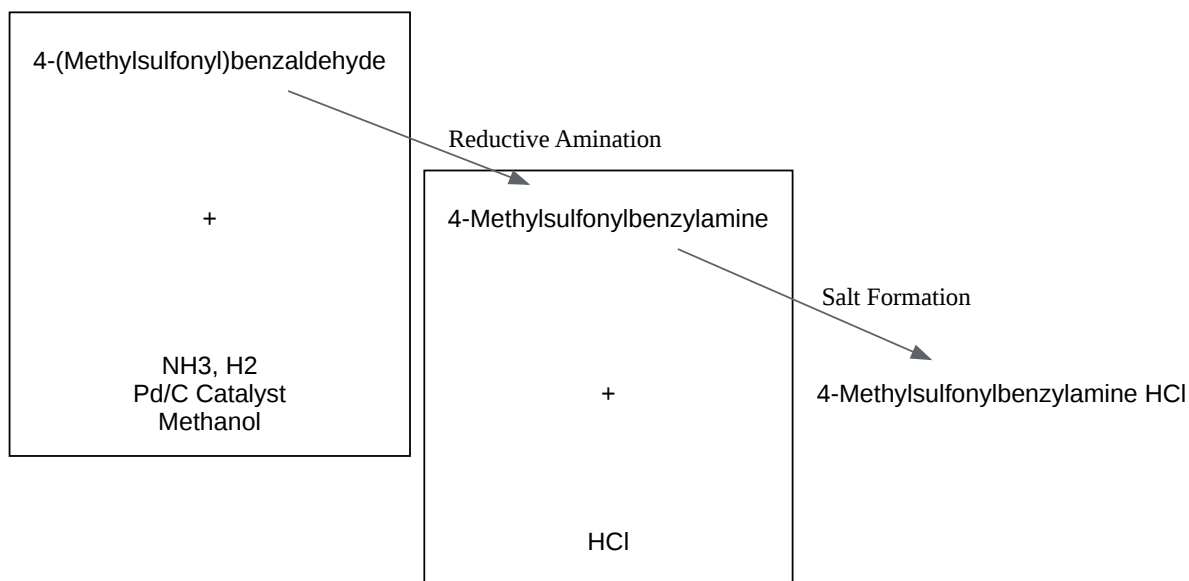 4-(Methylsulfonyl)benzaldehyde
Reductive Amination
+
4-Methylsulfonylbenzylamine
Salt Formation
NH3, H2
Pd/C Catalyst
Methanol
+
4-Methylsulfonylbenzylamine HCl
HCl